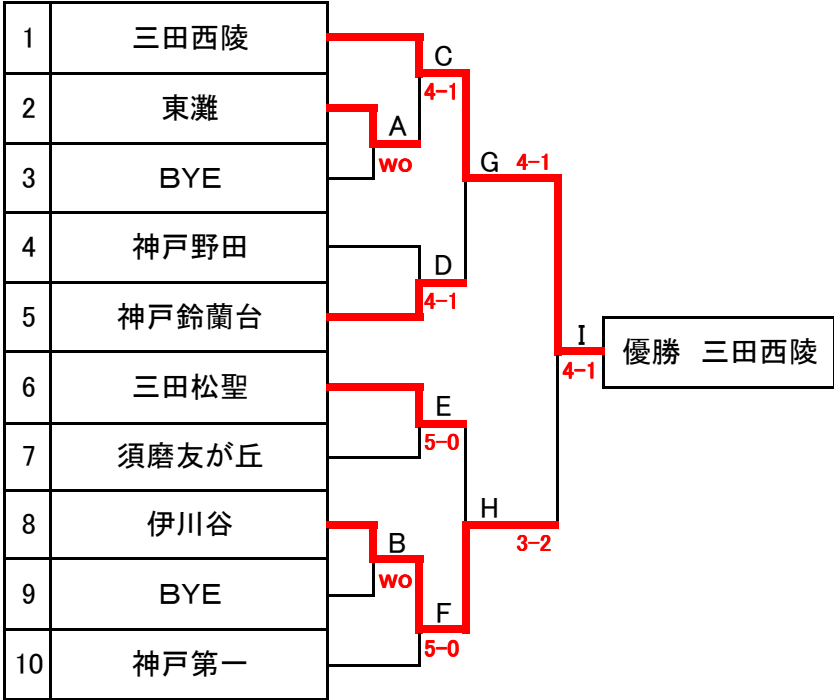 1 三田西陵
C
4-1
2 東灘
A
wo
3 BYE
G 4-1
4 神戸野田
D
4-1
5 神戸鈴蘭台
I
4-1
優勝 三田西陵
6 三田松聖
E
5-0
7 須磨友が丘
8 伊川谷
H
3-2
B
wo
9 BYE
F
5-0
10 神戸第一